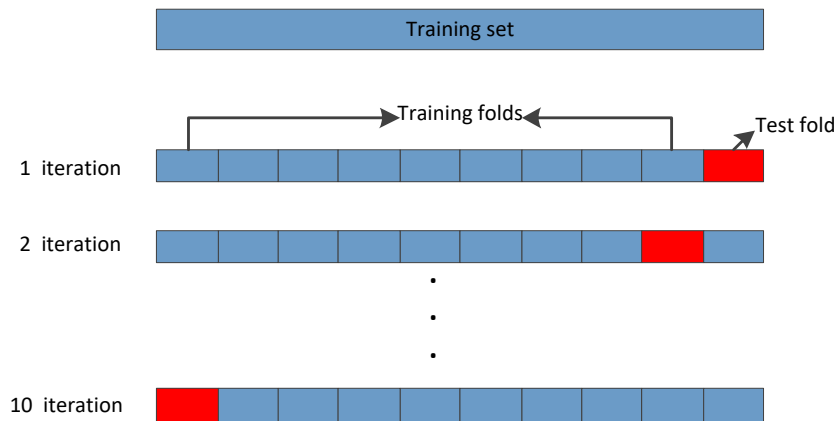 Training set
Training folds
Test fold
1 iteration
2 iteration
10 iteration